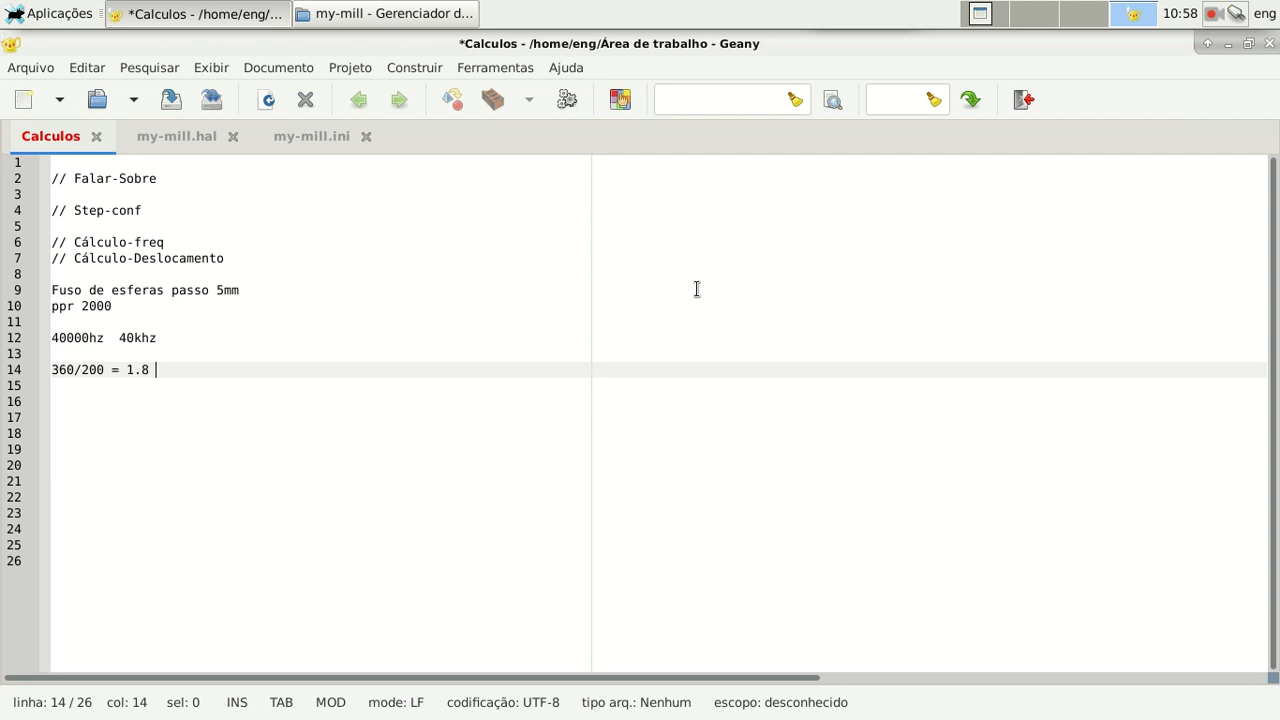 Aplicações
*Calculos - /home/eng/...
my-mill - Gerenciador d...
10:58
eng
*Calculos - /home/eng/Área de trabalho - Geany
Arquivo Editar Pesquisar Exibir Documento Projeto Construir Ferramentas Ajuda
Calculos my-mill.hal my-mill.ini
1
2 // Falar-Sobre
3
4 // Step-conf
5
6 // Cálculo-freq
7 // Cálculo-Deslocamento
8
9 Fuso de esferas passo 5mm
10 ppr 2000
11
12 40000hz  40khz
13
14 360/200 = 1.8
15
16
17
18
19
20
21
22
23
24
25
26
linha: 14 / 26 col: 14 sel: 0 INS TAB MOD mode: LF codificação: UTF-8 tipo arq.: Nenhum escopo: desconhecido